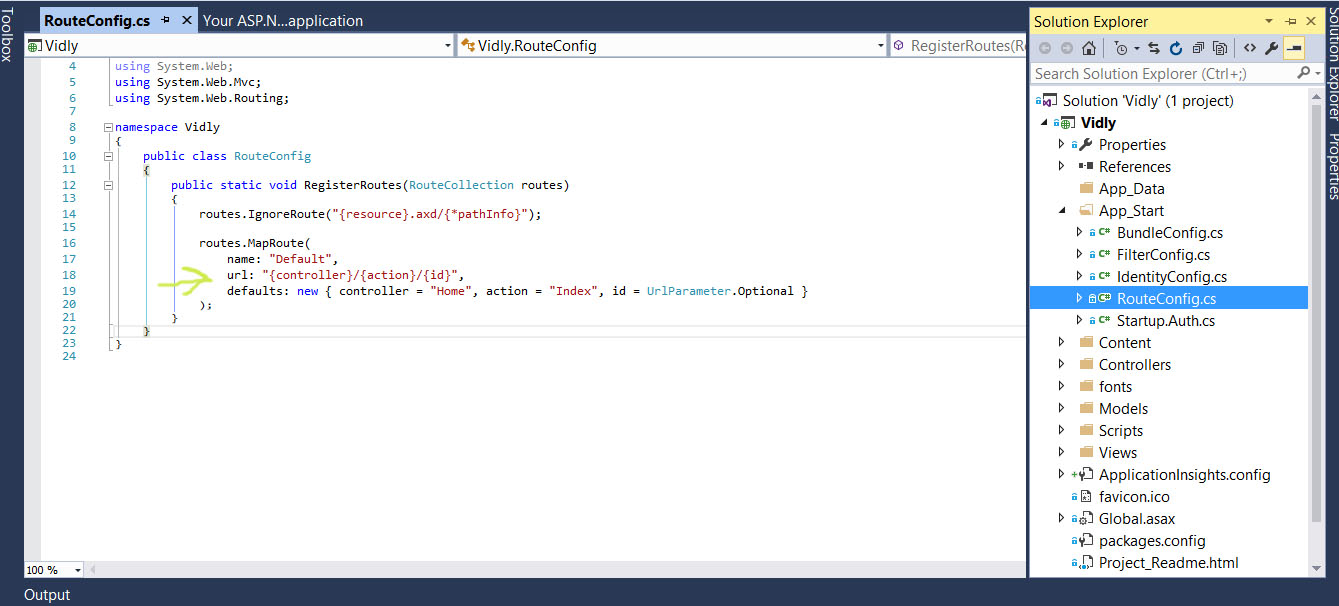 Toolbox
RouteConfig.cs
Your ASP.N...application
Vidly
Vidly.RouteConfig
RegisterRoutes(R
4 using System.Web;
5 using System.Web.Mvc;
6 using System.Web.Routing;
7
8 namespace Vidly
9 {
10 public class RouteConfig
11 {
12 public static void RegisterRoutes(RouteCollection routes)
13 {
14 routes.IgnoreRoute("{resource}.axd/{*pathInfo}");
15
16 routes.MapRoute(
17 name: "Default",
18 url: "{controller}/{action}/{id}",
19 defaults: new { controller = "Home", action = "Index", id = UrlParameter.Optional }
20 );
21 }
22 }
23 }
24
100 %
Output
Solution Explorer
Search Solution Explorer (Ctrl+;)
Solution 'Vidly' (1 project)
Vidly
Properties
References
App_Data
App_Start
C# BundleConfig.cs
C# FilterConfig.cs
C# IdentityConfig.cs
C# RouteConfig.cs
C# Startup.Auth.cs
Content
Controllers
fonts
Models
Scripts
Views
ApplicationInsights.config
favicon.ico
Global.asax
packages.config
Project_Readme.html
Solution Explorer
Properties